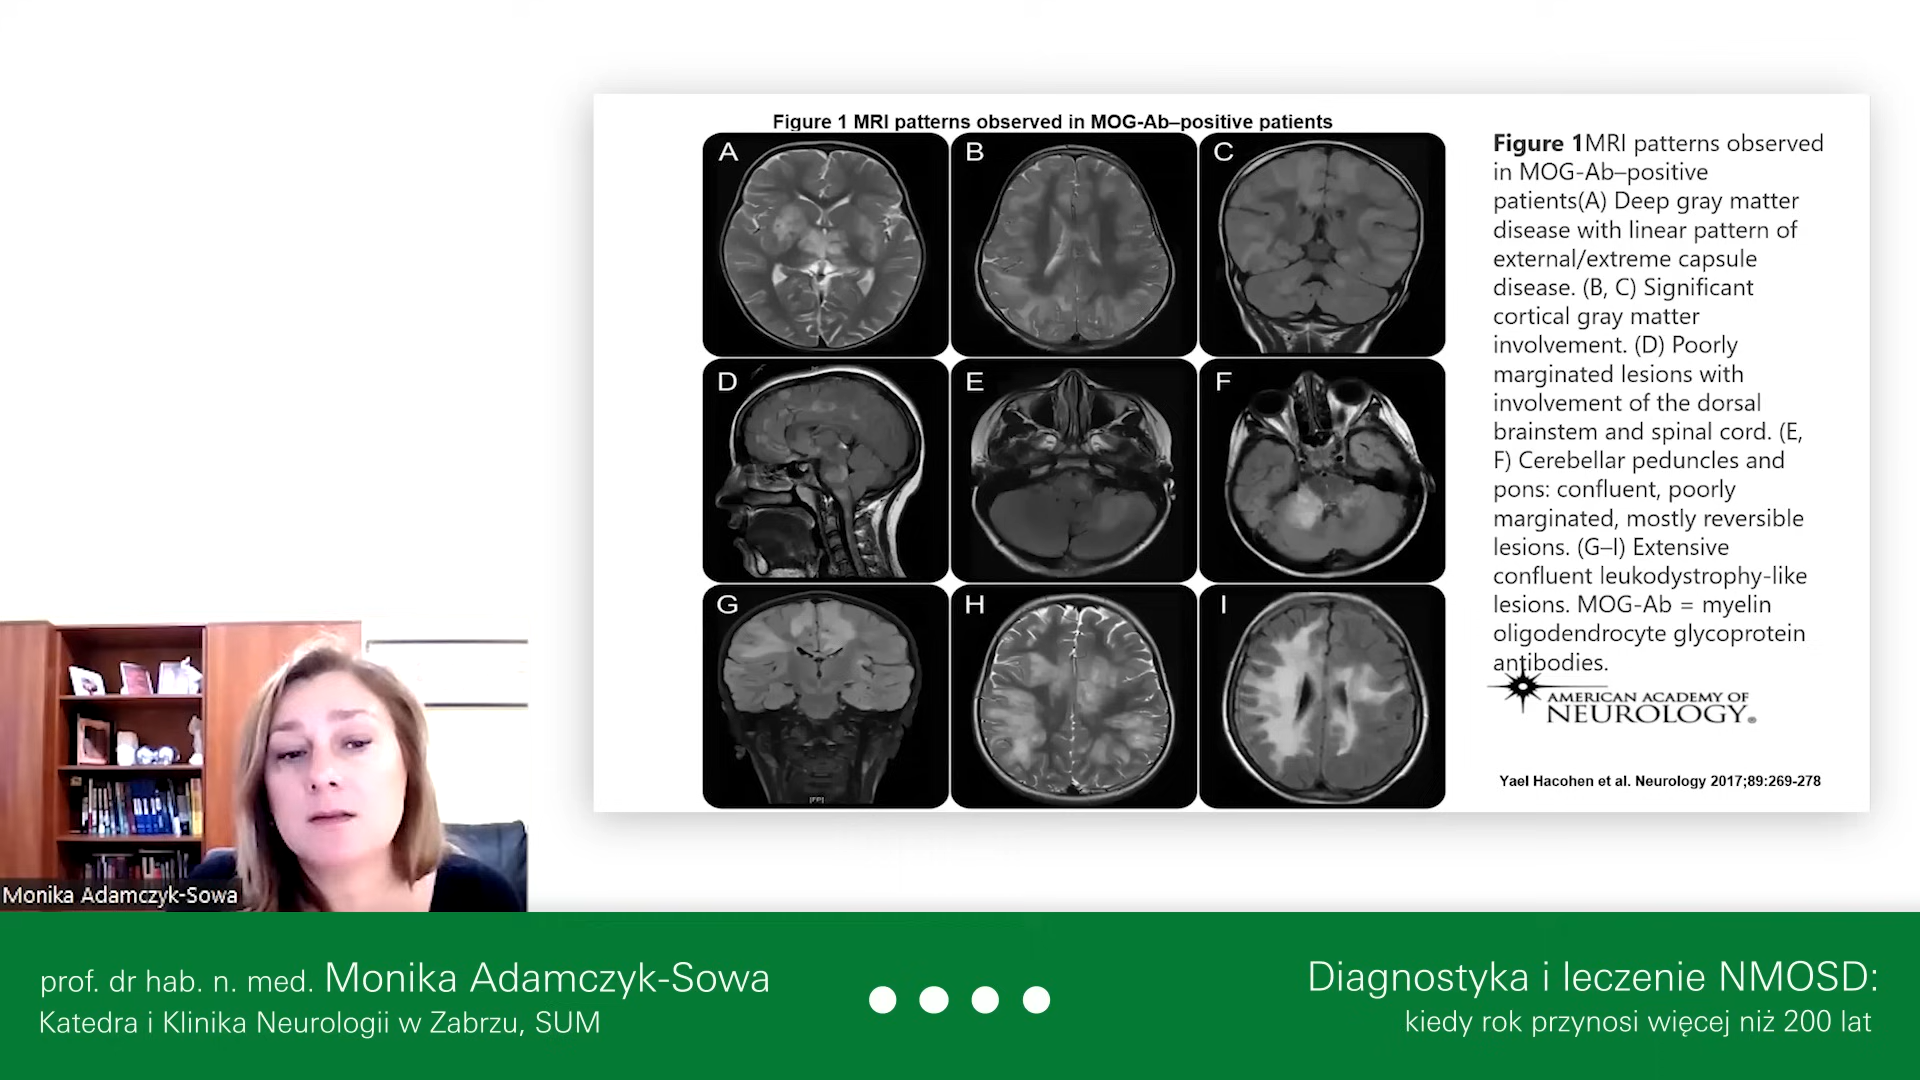 Figure 1 MRI patterns observed in MOG-Ab–positive patients
A
B
C
D
E
F
G
H
I
[FP]
Figure 1MRI patterns observed
in MOG-Ab–positive
patients(A) Deep gray matter
disease with linear pattern of
external/extreme capsule
disease. (B, C) Significant
cortical gray matter
involvement. (D) Poorly
marginated lesions with
involvement of the dorsal
brainstem and spinal cord. (E,
F) Cerebellar peduncles and
pons: confluent, poorly
marginated, mostly reversible
lesions. (G–I) Extensive
confluent leukodystrophy-like
lesions. MOG-Ab = myelin
oligodendrocyte glycoprotein
antibodies.
AMERICAN ACADEMY OF
NEUROLOGY®
Yael Hacohen et al. Neurology 2017;89:269-278
Monika Adamczyk-Sowa
prof. dr hab. n. med. Monika Adamczyk-Sowa
Katedra i Klinika Neurologii w Zabrzu, SUM
Diagnostyka i leczenie NMOSD:
kiedy rok przynosi więcej niż 200 lat